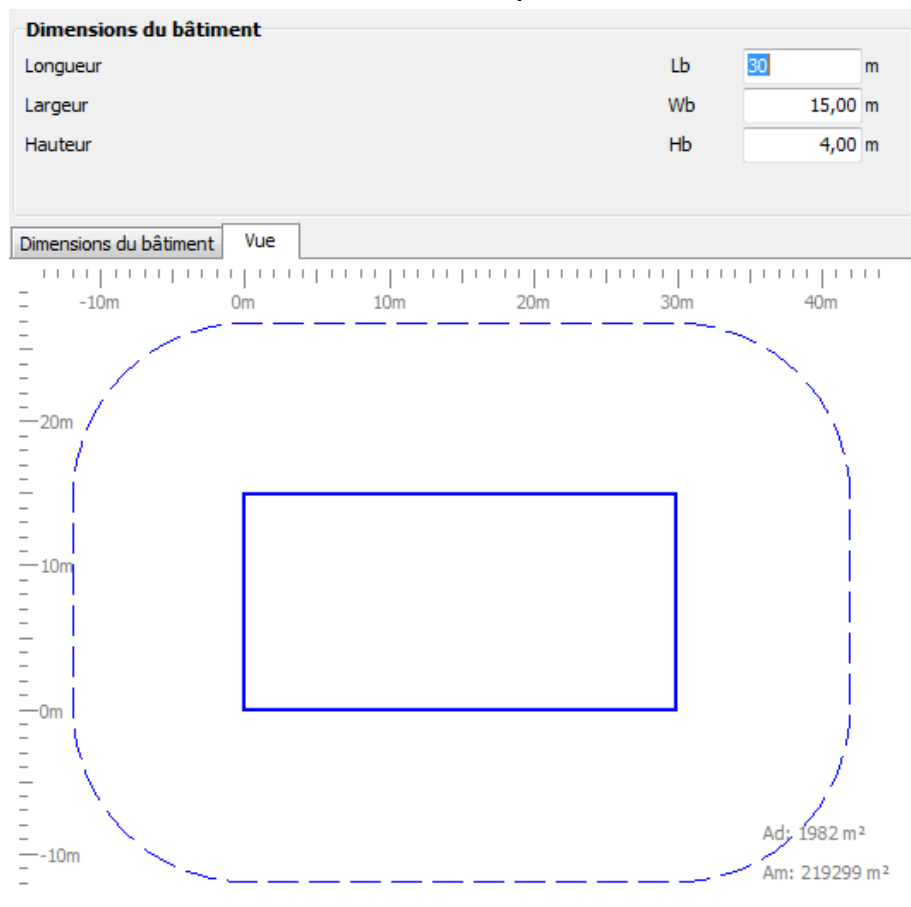 Dimensions du bâtiment
Longueur Lb 30 m
Largeur Wb 15,00 m
Hauteur Hb 4,00 m
Dimensions du bâtiment Vue
-10m 0m 10m 20m 30m 40m
20m
10m
0m
Ad: 1982 m²
-10m
Am: 219299 m²